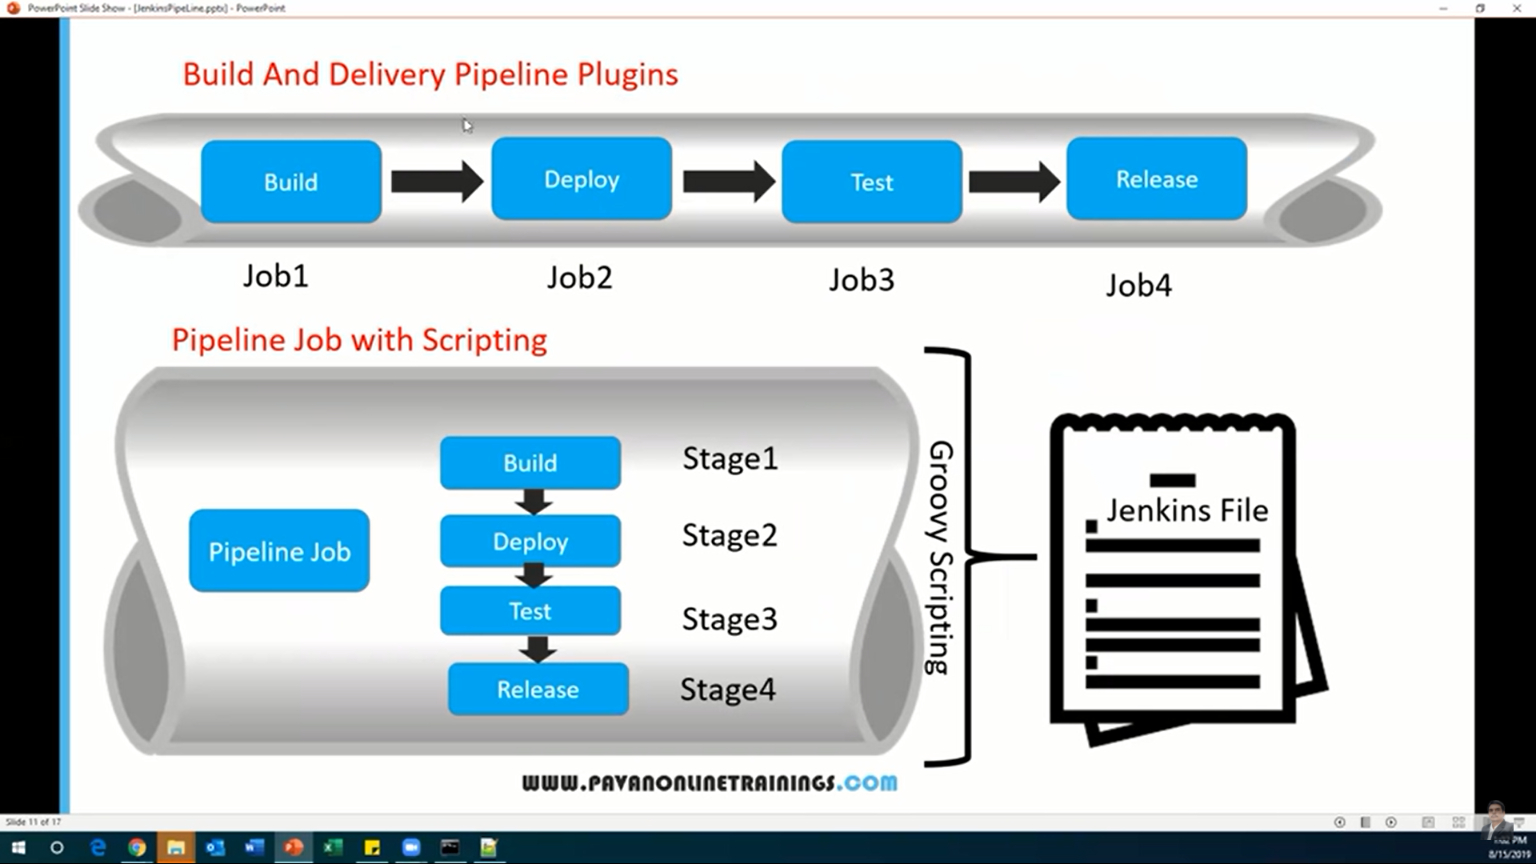 PowerPoint Slide Show - [JenkinsPipeLine.pptx] - PowerPoint
Build And Delivery Pipeline Plugins
Build
Deploy
Test
Release
Job1
Job2
Job3
Job4
Pipeline Job with Scripting
Pipeline Job
Build
Stage1
Deploy
Stage2
Test
Stage3
Release
Stage4
Groovy Scripting
Jenkins File
WWW.PAVANONLINETRAININGS.COM
Slide 11 of 17
8/15/2019